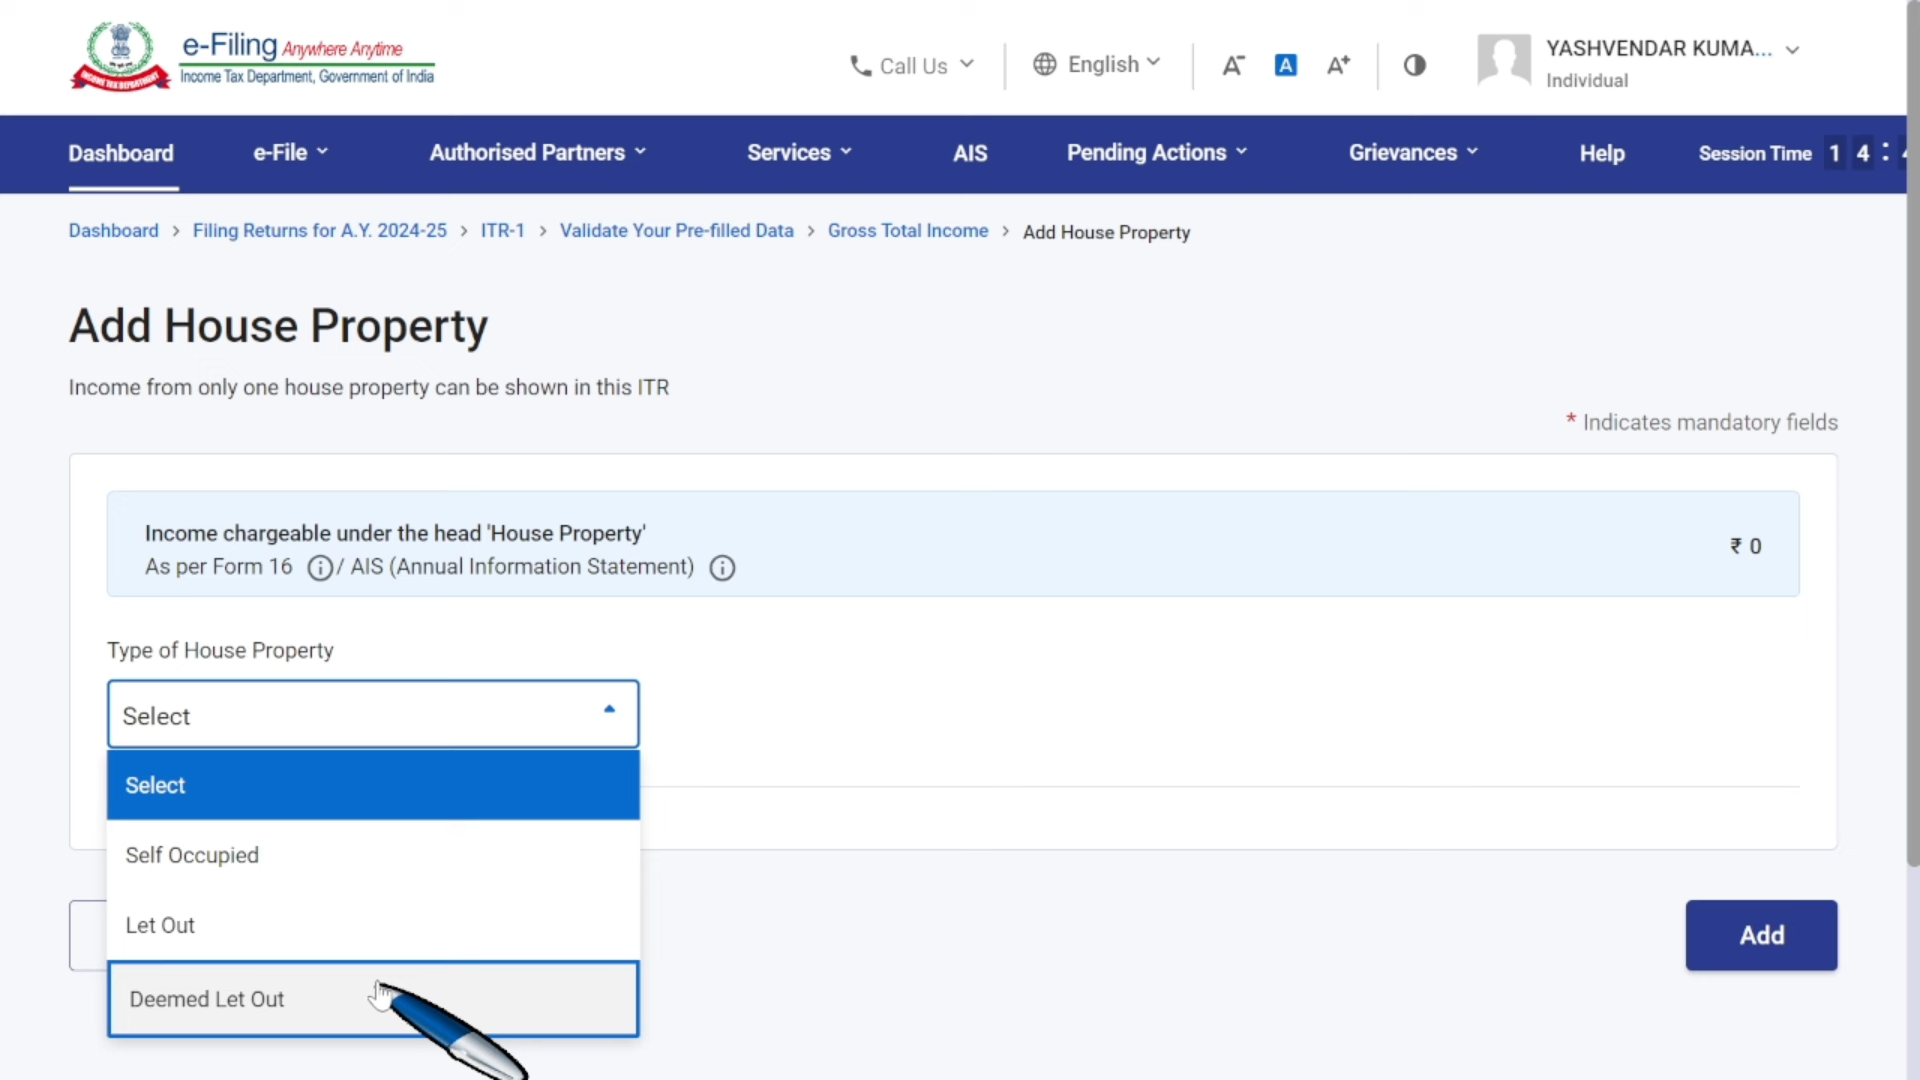 e-Filing Anywhere Anytime
Income Tax Department, Government of India
INCOME TAX DEPARTMENT
Call Us
English
A-
A
A+
YASHVENDAR KUMA...
Individual
Dashboard
e-File
Authorised Partners
Services
AIS
Pending Actions
Grievances
Help
Session Time 1 4 :
Dashboard > Filing Returns for A.Y. 2024-25 > ITR-1 > Validate Your Pre-filled Data > Gross Total Income > Add House Property
Add House Property
Income from only one house property can be shown in this ITR
* Indicates mandatory fields
Income chargeable under the head 'House Property'
As per Form 16 / AIS (Annual Information Statement)
₹ 0
Type of House Property
Select
Select
Self Occupied
Let Out
Deemed Let Out
Add